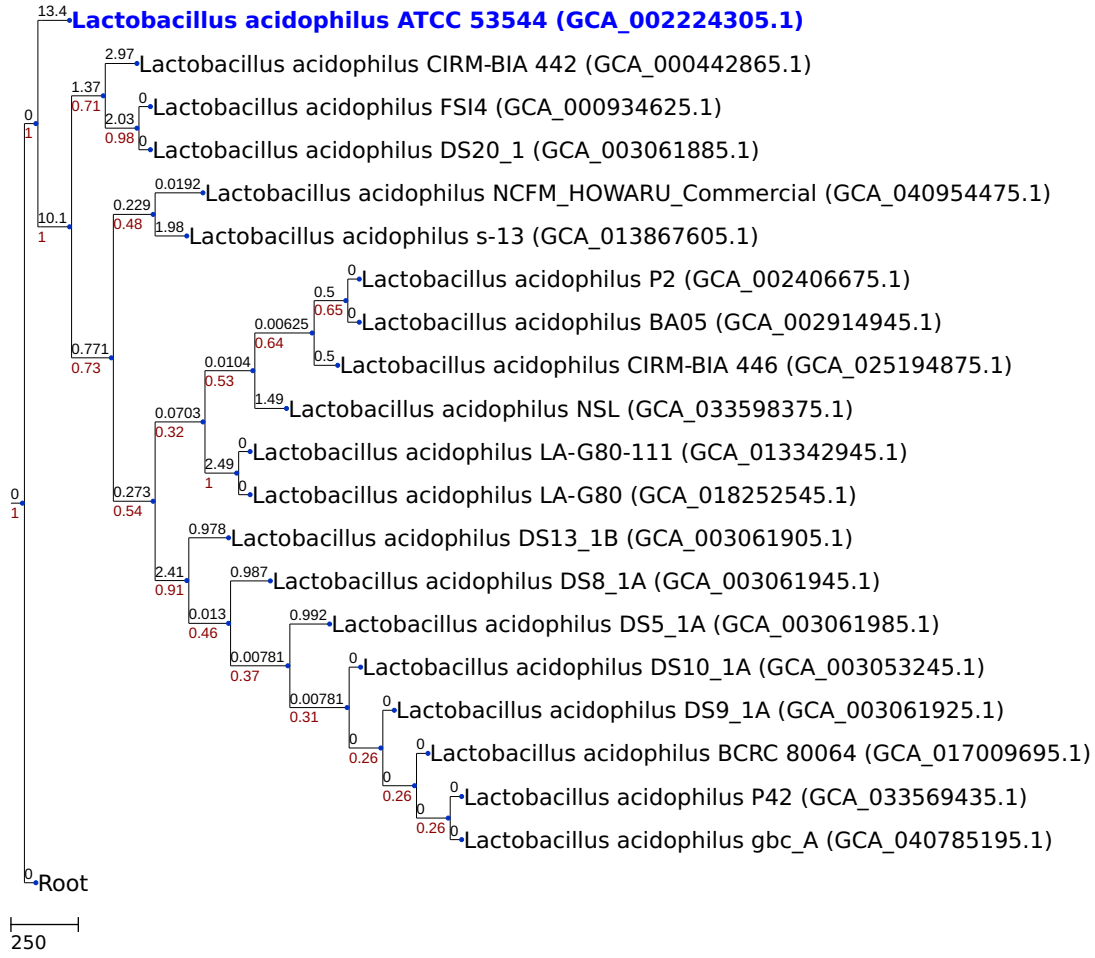 13.4 Lactobacillus acidophilus ATCC 53544 (GCA_002224305.1)
2.97 Lactobacillus acidophilus CIRM-BIA 442 (GCA_000442865.1)
1.37
0.71
0 Lactobacillus acidophilus FSI4 (GCA_000934625.1)
0
1
2.03
0.98
0 Lactobacillus acidophilus DS20_1 (GCA_003061885.1)
0.0192 Lactobacillus acidophilus NCFM_HOWARU_Commercial (GCA_040954475.1)
0.229
0.48
10.1
1
1.98 Lactobacillus acidophilus s-13 (GCA_013867605.1)
0 Lactobacillus acidophilus P2 (GCA_002406675.1)
0.5
0.65
0 Lactobacillus acidophilus BA05 (GCA_002914945.1)
0.00625
0.64
0.771
0.73
0.5 Lactobacillus acidophilus CIRM-BIA 446 (GCA_025194875.1)
0.0104
0.53
1.49 Lactobacillus acidophilus NSL (GCA_033598375.1)
0.0703
0.32
0 Lactobacillus acidophilus LA-G80-111 (GCA_013342945.1)
2.49
1
0 Lactobacillus acidophilus LA-G80 (GCA_018252545.1)
0.273
0.54
0
1
0.978 Lactobacillus acidophilus DS13_1B (GCA_003061905.1)
2.41
0.91
0.987 Lactobacillus acidophilus DS8_1A (GCA_003061945.1)
0.013
0.46
0.992 Lactobacillus acidophilus DS5_1A (GCA_003061985.1)
0.00781
0.37
0 Lactobacillus acidophilus DS10_1A (GCA_003053245.1)
0.00781
0.31
0 Lactobacillus acidophilus DS9_1A (GCA_003061925.1)
0
0.26
0 Lactobacillus acidophilus BCRC 80064 (GCA_017009695.1)
0
0.26
0 Lactobacillus acidophilus P42 (GCA_033569435.1)
0
0.26
0 Lactobacillus acidophilus gbc_A (GCA_040785195.1)
0 Root
250